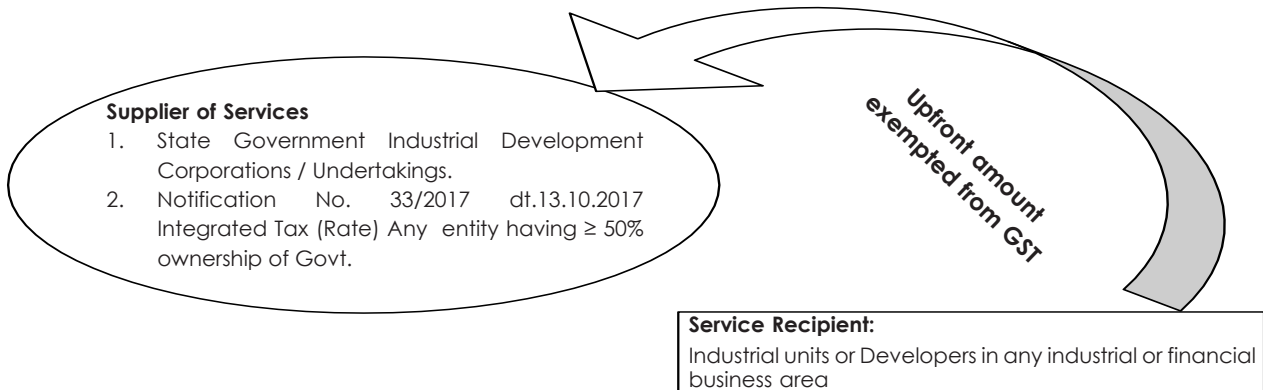 Supplier of Services
1. State Government Industrial Development
Corporations / Undertakings.
2. Notification No. 33/2017 dt.13.10.2017
Integrated Tax (Rate) Any entity having ≥ 50%
ownership of Govt.
Upfront amount
exempted from GST
Service Recipient:
Industrial units or Developers in any industrial or financial
business area